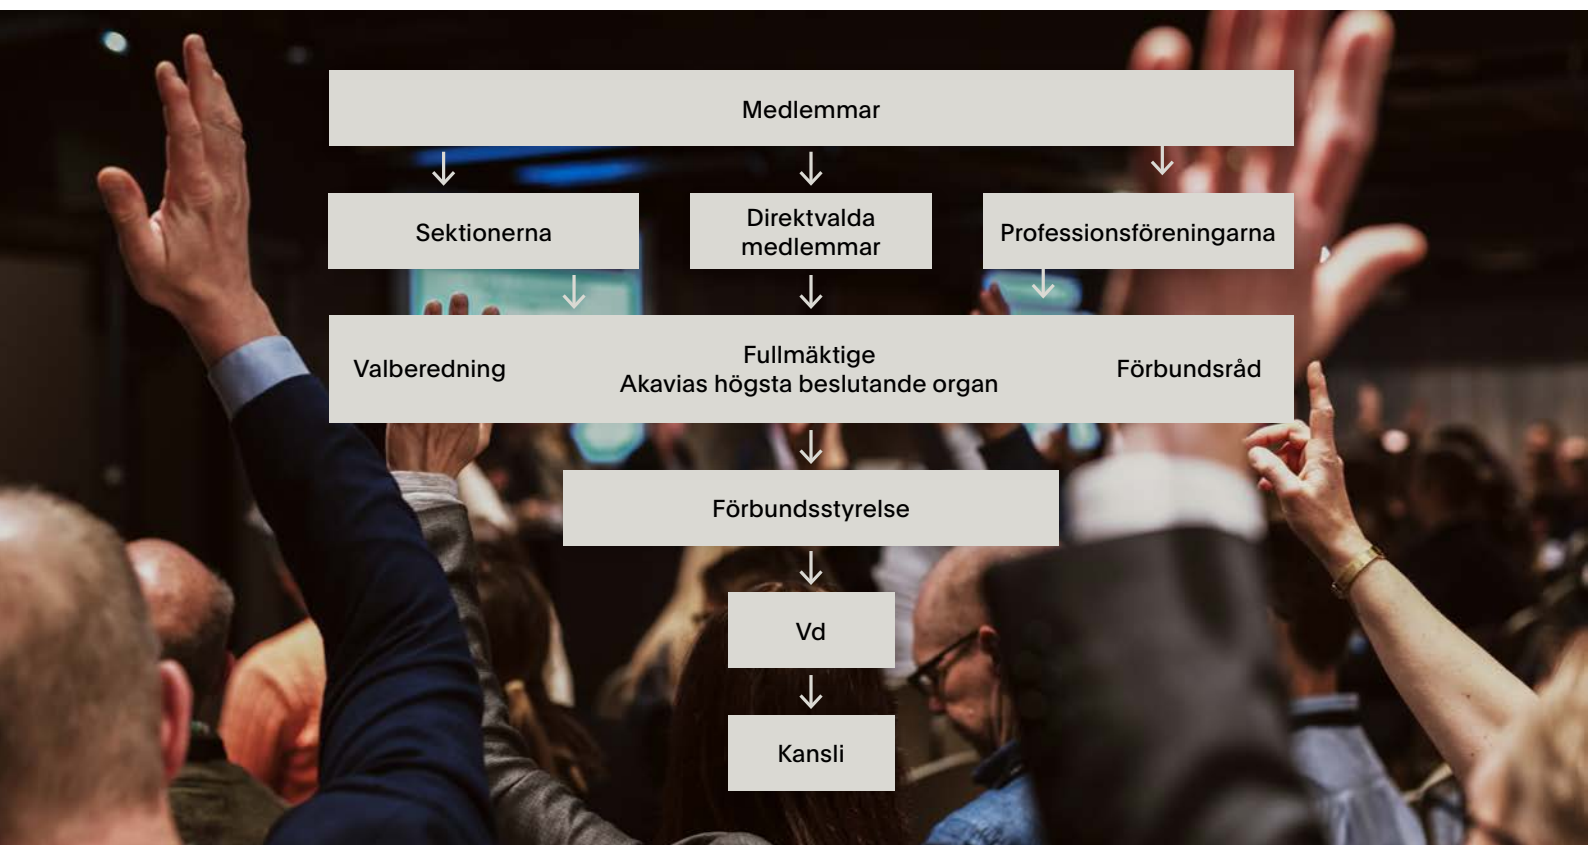 Medlemmar
Sektionerna
Direktvalda
medlemmar
Professionsföreningarna
Valberedning
Fullmäktige
Akavias högsta beslutande organ
Förbundsråd
Förbundsstyrelse
Vd
Kansli